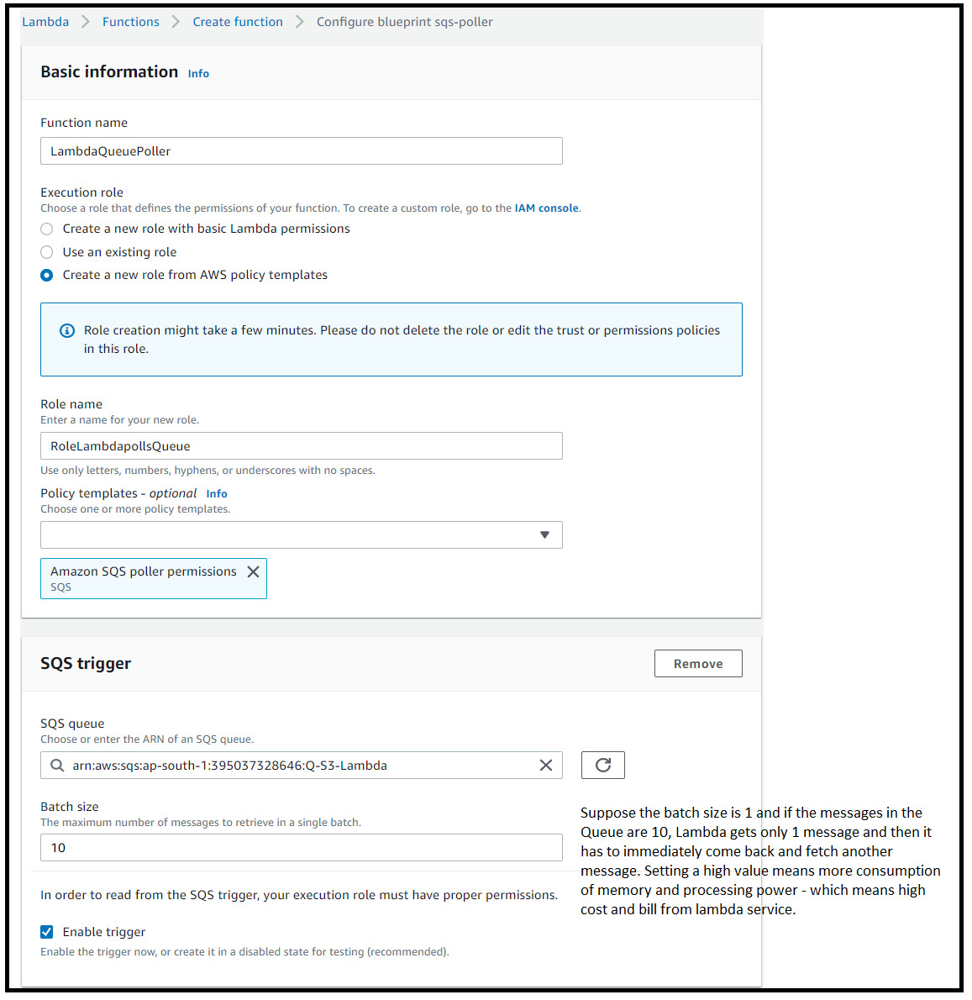 Lambda > Functions > Create function > Configure blueprint sqs-poller
Basic information Info
Function name
LambdaQueuePoller
Execution role
Choose a role that defines the permissions of your function. To create a custom role, go to the IAM console.
Create a new role with basic Lambda permissions
Use an existing role
Create a new role from AWS policy templates
Role creation might take a few minutes. Please do not delete the role or edit the trust or permissions policies
in this role.
Role name
Enter a name for your new role.
RoleLambdapollsQueue
Use only letters, numbers, hyphens, or underscores with no spaces.
Policy templates - optional Info
Choose one or more policy templates.
Amazon SQS poller permissions
SQS
SQS trigger
Remove
SQS queue
Choose or enter the ARN of an SQS queue.
arn:aws:sqs:ap-south-1:395037328646:Q-S3-Lambda
Batch size
The maximum number of messages to retrieve in a single batch.
10
In order to read from the SQS trigger, your execution role must have proper permissions.
Enable trigger
Enable the trigger now, or create it in a disabled state for testing (recommended).
Suppose the batch size is 1 and if the messages in the
Queue are 10, Lambda gets only 1 message and then it
has to immediately come back and fetch another
message. Setting a high value means more consumption
of memory and processing power - which means high
cost and bill from lambda service.